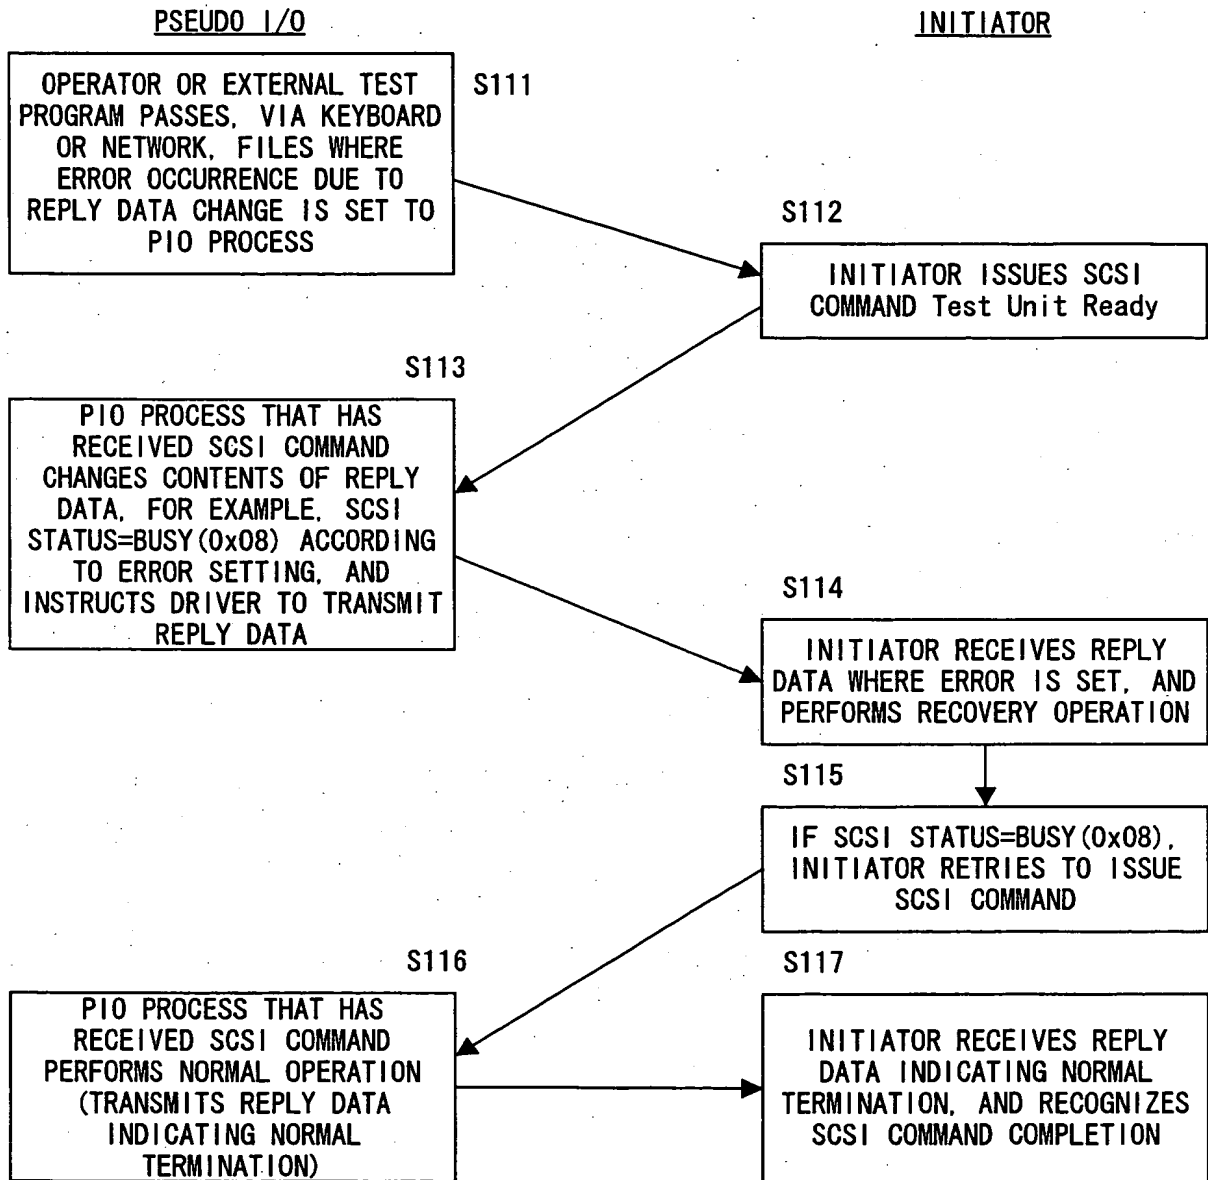 PSEUDO I/O
INITIATOR
OPERATOR OR EXTERNAL TEST
PROGRAM PASSES, VIA KEYBOARD
OR NETWORK, FILES WHERE
ERROR OCCURRENCE DUE TO
REPLY DATA CHANGE IS SET TO
PIO PROCESS
S111
S112
INITIATOR ISSUES SCSI
COMMAND Test Unit Ready
S113
PIO PROCESS THAT HAS
RECEIVED SCSI COMMAND
CHANGES CONTENTS OF REPLY
DATA, FOR EXAMPLE, SCSI
STATUS=BUSY(0x08) ACCORDING
TO ERROR SETTING, AND
INSTRUCTS DRIVER TO TRANSMIT
REPLY DATA
S114
INITIATOR RECEIVES REPLY
DATA WHERE ERROR IS SET, AND
PERFORMS RECOVERY OPERATION
S115
IF SCSI STATUS=BUSY(0x08),
INITIATOR RETRIES TO ISSUE
SCSI COMMAND
S116
PIO PROCESS THAT HAS
RECEIVED SCSI COMMAND
PERFORMS NORMAL OPERATION
(TRANSMITS REPLY DATA
INDICATING NORMAL
TERMINATION)
S117
INITIATOR RECEIVES REPLY
DATA INDICATING NORMAL
TERMINATION, AND RECOGNIZES
SCSI COMMAND COMPLETION